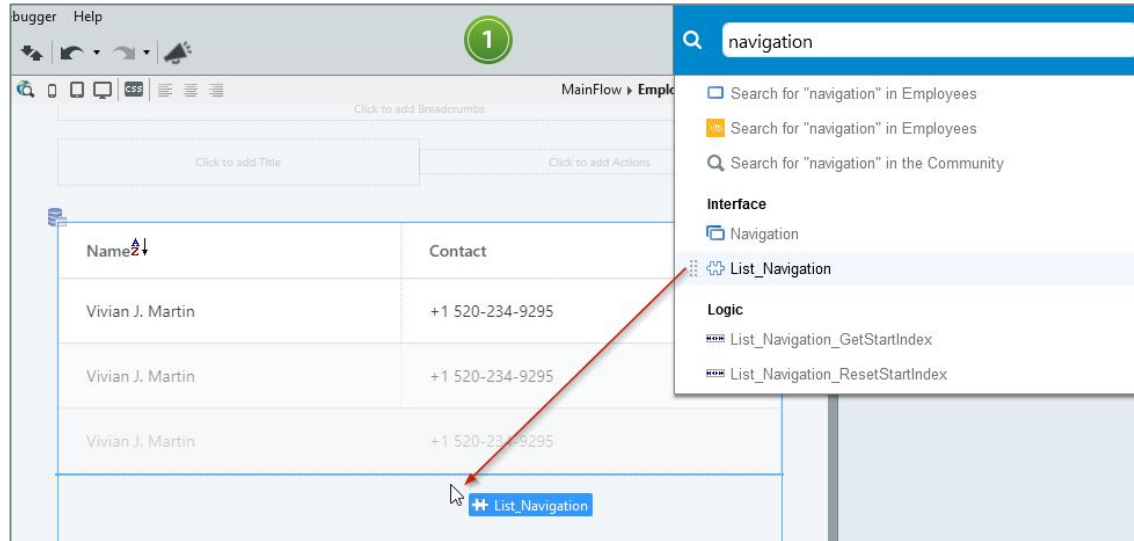 bugger Help
1
navigation
css
MainFlow ▸ Emplo
Click to add Breadcrumbs
Click to add Title
Click to add Actions
Search for "navigation" in Employees
Search for "navigation" in Employees
Search for "navigation" in the Community
Interface
Navigation
List_Navigation
Logic
List_Navigation_GetStartIndex
List_Navigation_ResetStartIndex
Name AZ
Contact
Vivian J. Martin
+1 520-234-9295
Vivian J. Martin
+1 520-234-9295
Vivian J. Martin
+1 520-234-9295
List_Navigation